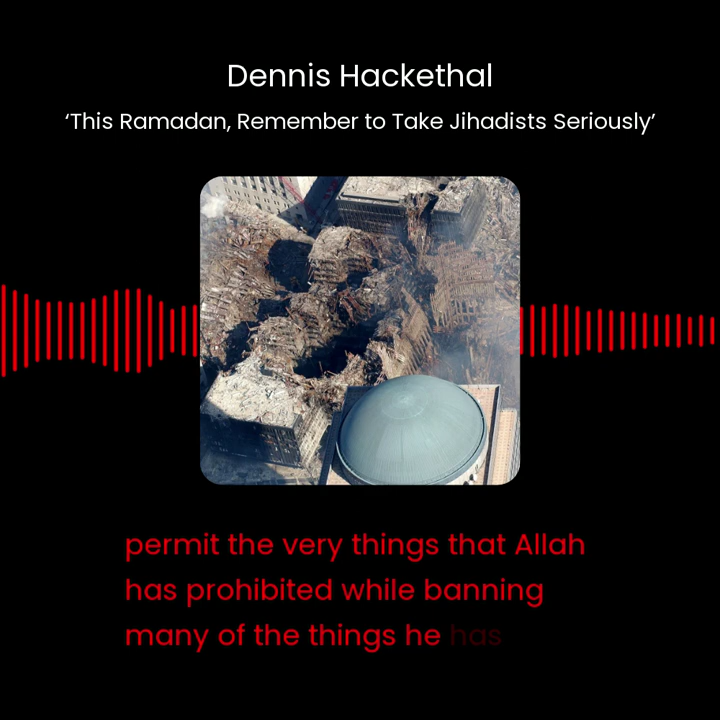 Dennis Hackethal
‘This Ramadan, Remember to Take Jihadists Seriously’
permit the very things that Allah
has prohibited while banning
many of the things he has